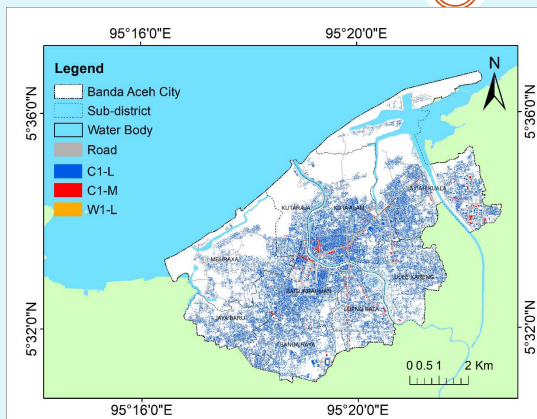 95°16'0"E
95°20'0"E
Legend
Banda Aceh City
Sub-district
Water Body
Road
C1-L
C1-M
W1-L
N
5°36'0"N
5°36'0"N
SYIAH KUALA
KUTARAJA
KUTA ALAM
MEURAXA
ULEE KARENG
BAITURRAHMAN
LUENG BATA
JAYA BARU
BANDA RAYA
5°32'0"N
5°32'0"N
0 0.5 1 2 Km
95°16'0"E
95°20'0"E